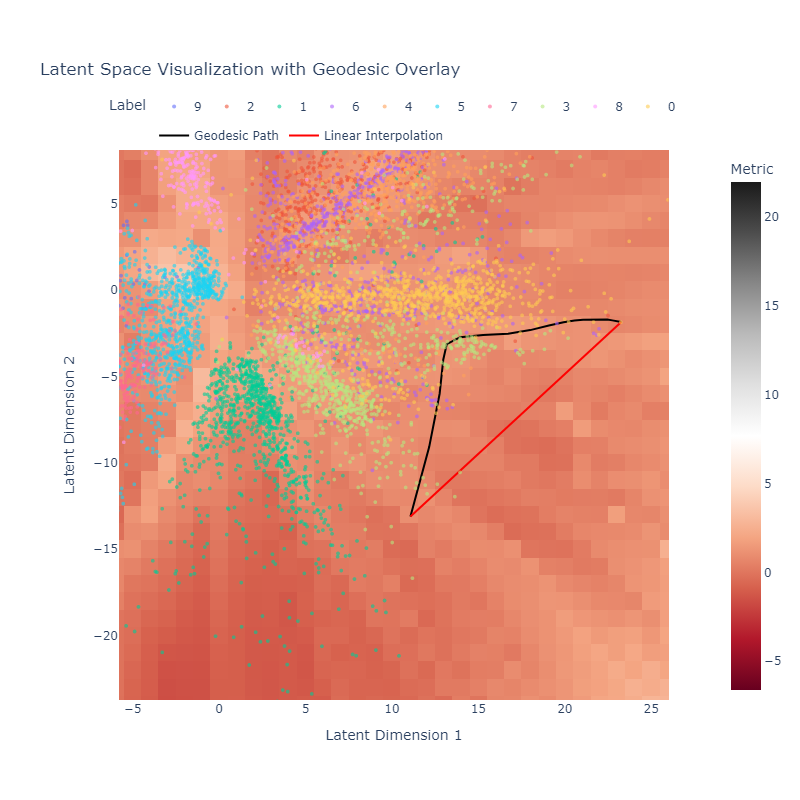 Latent Space Visualization with Geodesic Overlay
Label 9 2 1 6 4 5 7 3 8 0
Geodesic Path Linear Interpolation
Metric
20
15
10
5
0
−5
5
0
−5
−10
−15
−20
Latent Dimension 2
−5 0 5 10 15 20 25
Latent Dimension 1